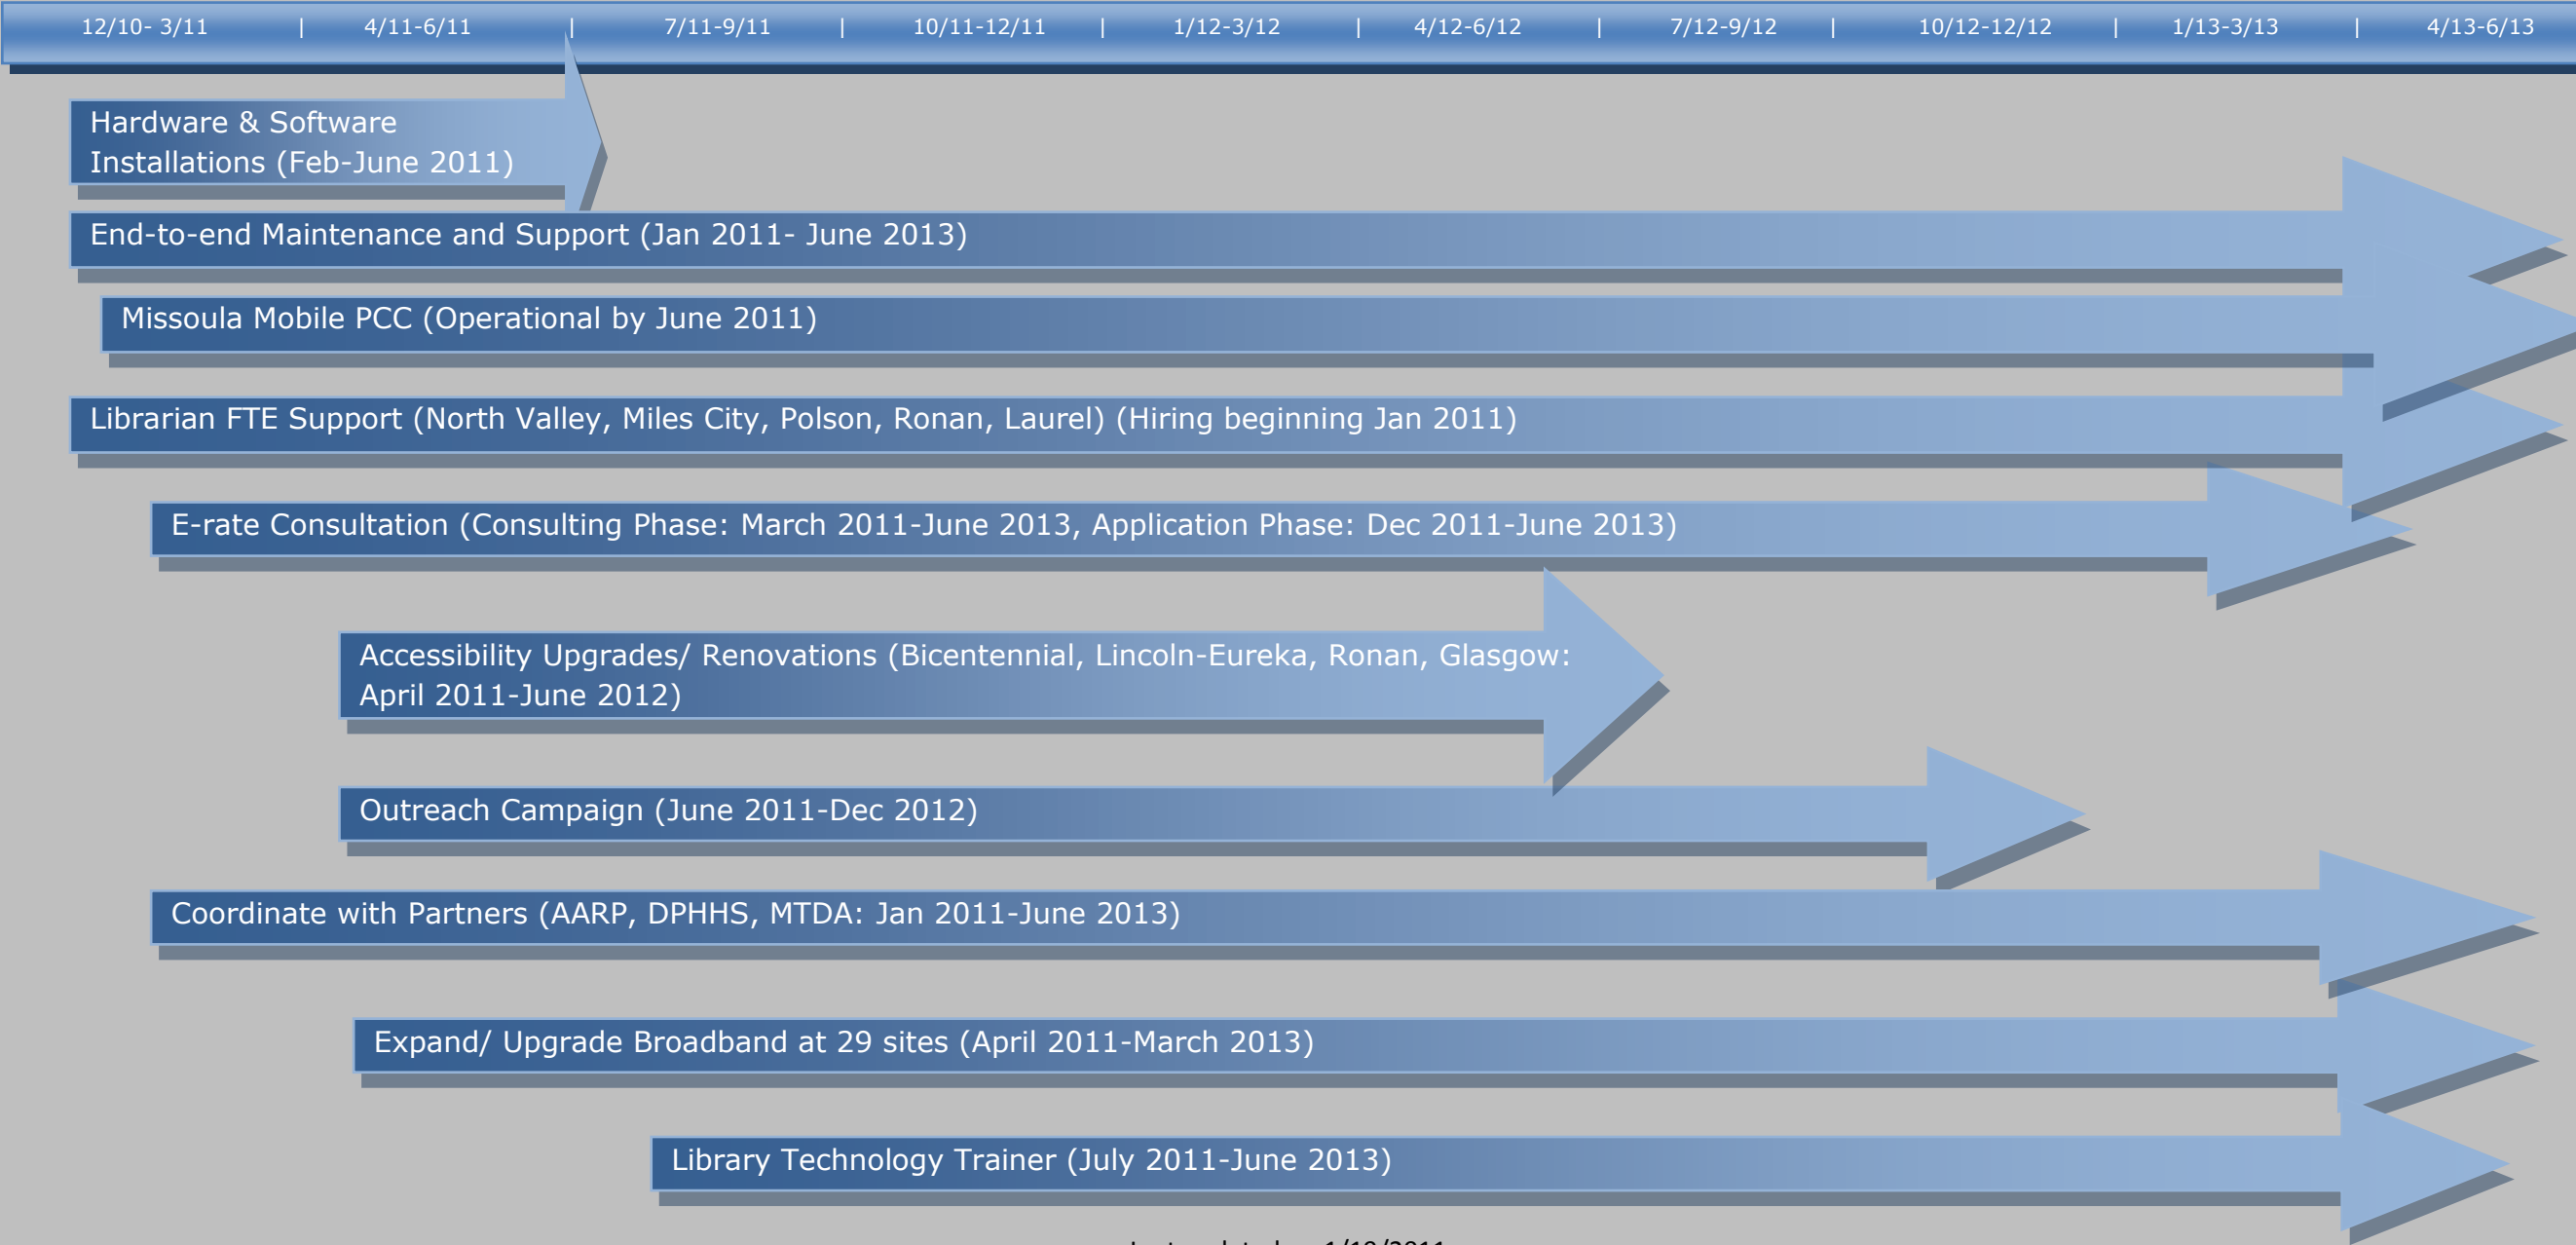 12/10- 3/11 | 4/11-6/11 | 7/11-9/11 | 10/11-12/11 | 1/12-3/12 | 4/12-6/12 | 7/12-9/12 | 10/12-12/12 | 1/13-3/13 | 4/13-6/13
Hardware & Software
Installations (Feb-June 2011)
End-to-end Maintenance and Support (Jan 2011- June 2013)
Missoula Mobile PCC (Operational by June 2011)
Librarian FTE Support (North Valley, Miles City, Polson, Ronan, Laurel) (Hiring beginning Jan 2011)
E-rate Consultation (Consulting Phase: March 2011-June 2013, Application Phase: Dec 2011-June 2013)
Accessibility Upgrades/ Renovations (Bicentennial, Lincoln-Eureka, Ronan, Glasgow:
April 2011-June 2012)
Outreach Campaign (June 2011-Dec 2012)
Coordinate with Partners (AARP, DPHHS, MTDA: Jan 2011-June 2013)
Expand/ Upgrade Broadband at 29 sites (April 2011-March 2013)
Library Technology Trainer (July 2011-June 2013)